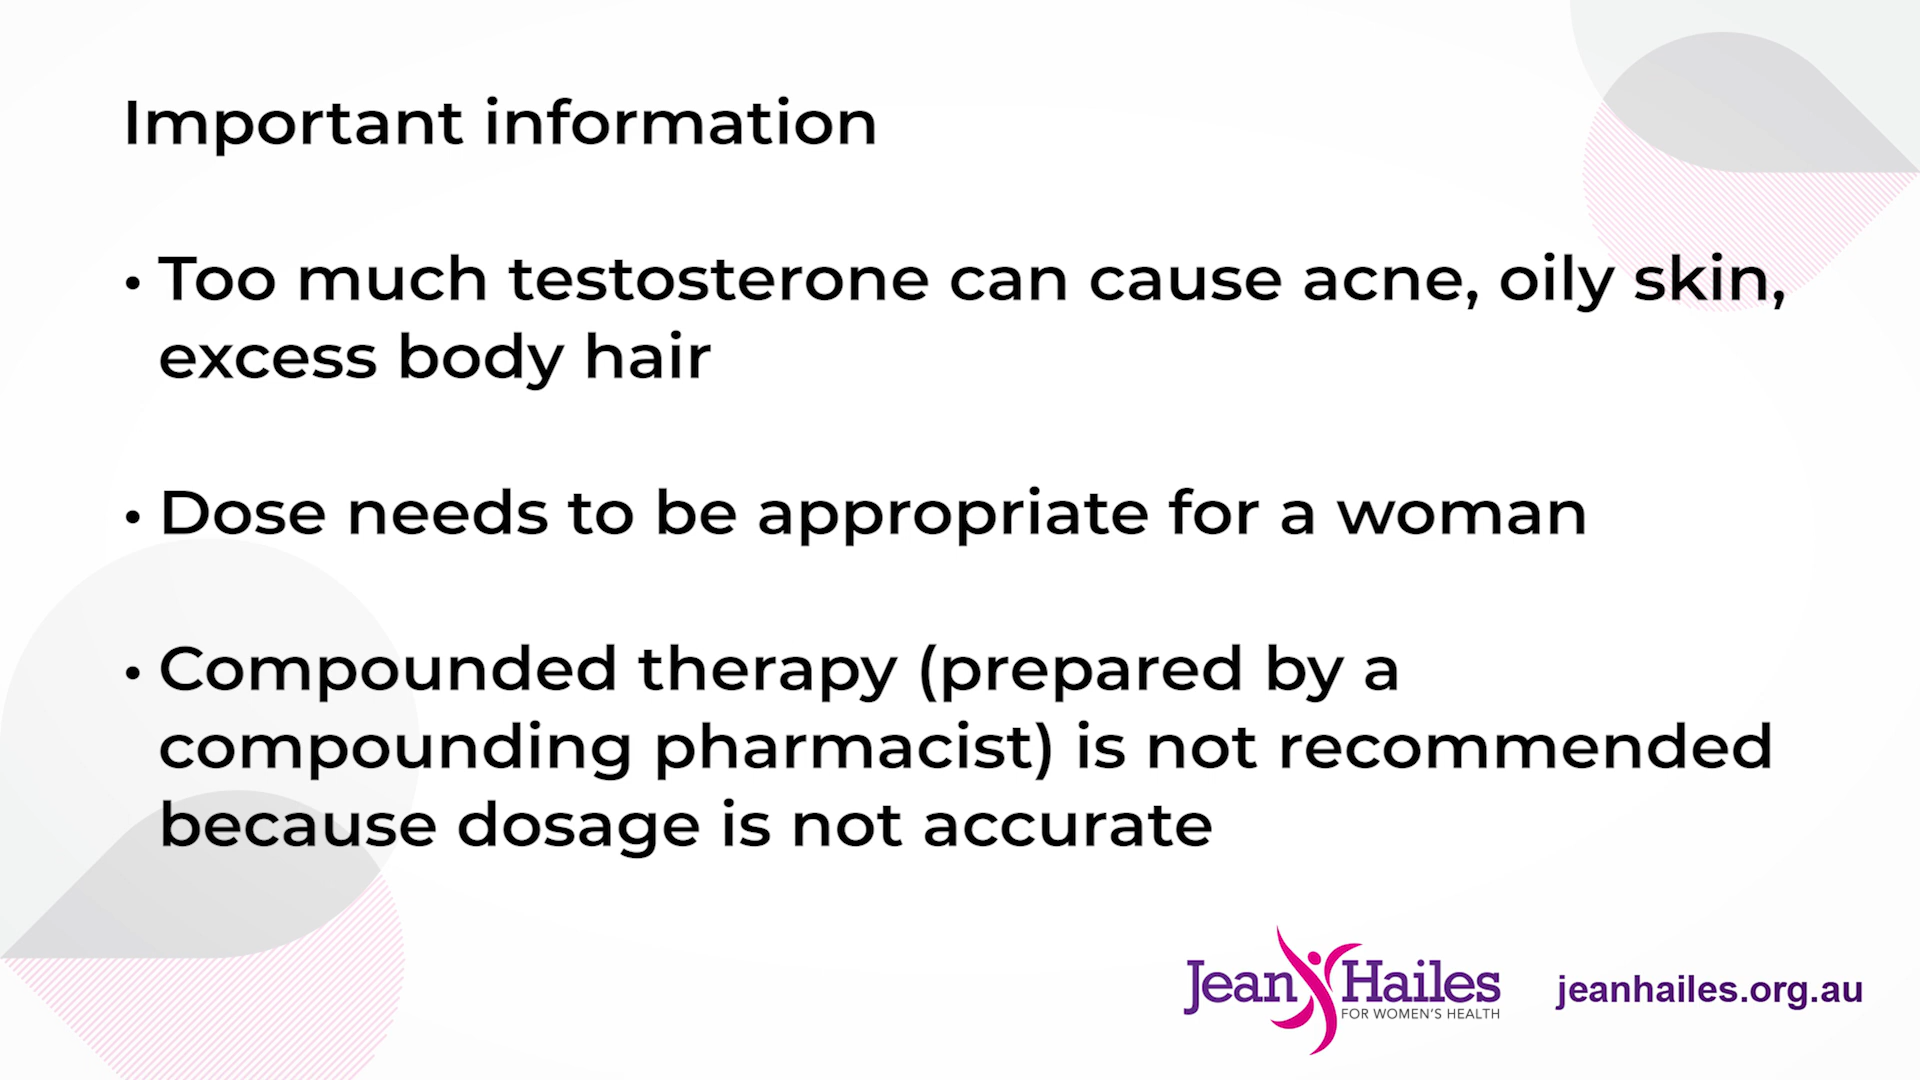 Important information
• Too much testosterone can cause acne, oily skin,
excess body hair
• Dose needs to be appropriate for a woman
• Compounded therapy (prepared by a
compounding pharmacist) is not recommended
because dosage is not accurate
Jean Hailes
FOR WOMEN'S HEALTH
jeanhailes.org.au